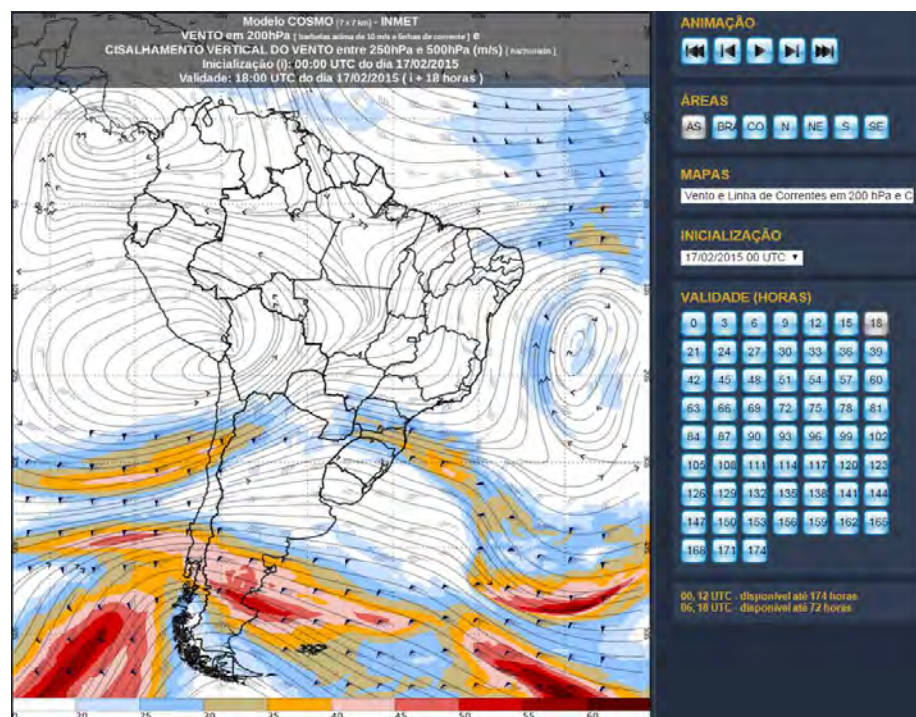 Modelo COSMO (7 x 7 km) - INMET
VENTO em 200hPa [ barbelas acima de 10 m/s e linhas de corrente ] e
CISALHAMENTO VERTICAL DO VENTO entre 250hPa e 500hPa (m/s) [ hachurado ]
Inicialização (i): 00:00 UTC do dia 17/02/2015
Validade: 18:00 UTC do dia 17/02/2015 ( i + 18 horas )
20 25 30 35 40 45 50 55 60
ANIMAÇÃO
ÁREAS
AS BRA CO N NE S SE
MAPAS
Vento e Linha de Correntes em 200 hPa e C
INICIALIZAÇÃO
17/02/2015 00 UTC
VALIDADE (HORAS)
0 3 6 9 12 15 18
21 24 27 30 33 36 39
42 45 48 51 54 57 60
63 66 69 72 75 78 81
84 87 90 93 96 99 102
105 108 111 114 117 120 123
126 129 132 135 138 141 144
147 150 153 156 159 162 165
168 171 174
00, 12 UTC - disponível até 174 horas
06, 18 UTC - disponível até 72 horas